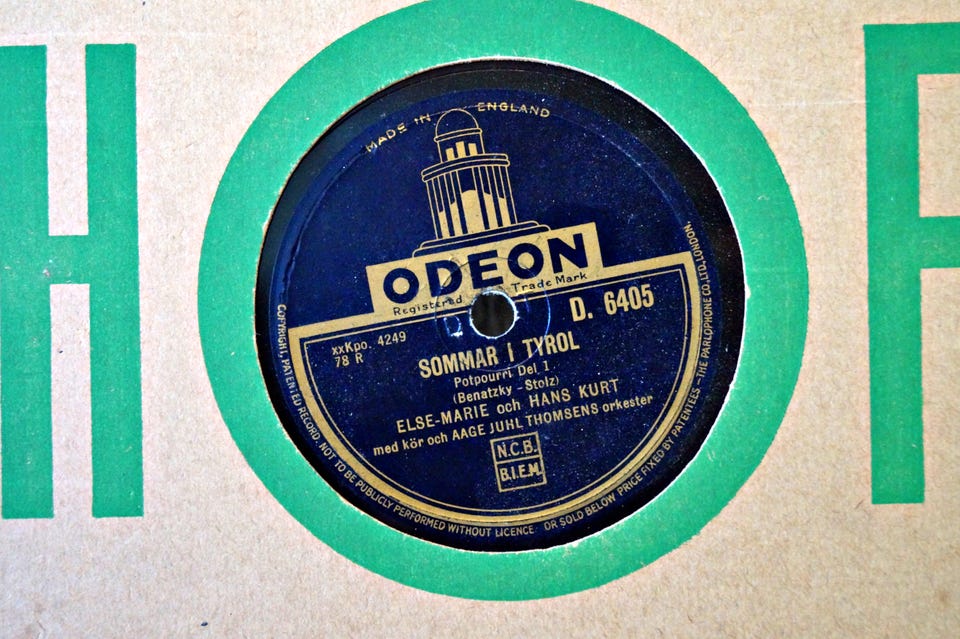 H O F
MADE IN ENGLAND
ODEON
Registered Trade Mark
D. 6405
xxKpo. 4249
78 R
SOMMAR I TYROL
Potpourri Del 1
(Benatzky - Stolz)
ELSE-MARIE och HANS KURT
med kör och AAGE JUHL THOMSENS orkester
N.C.B.
B.I.E.M.
COPYRIGHT, PATENTED RECORD. NOT TO BE PUBLICLY PERFORMED WITHOUT LICENCE · OR SOLD BELOW PRICE FIXED BY PATENTEES – THE PARLOPHONE CO., LTD., LONDON.